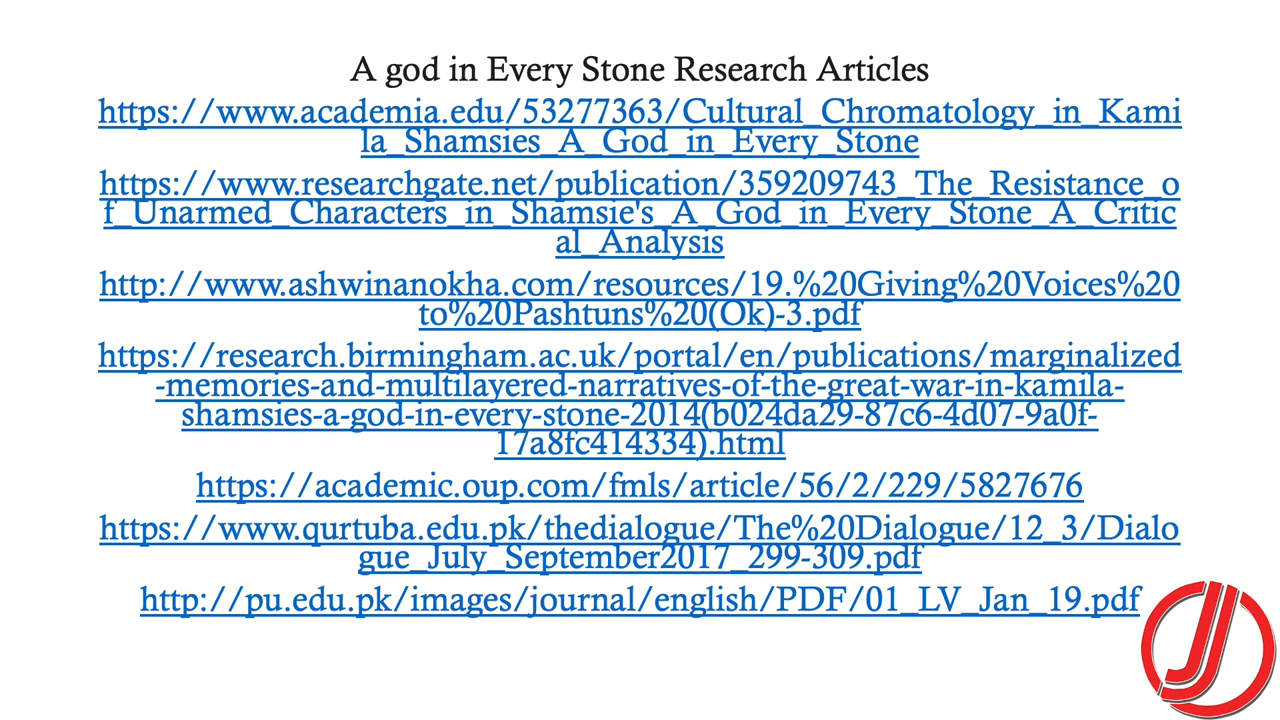 A god in Every Stone Research Articles
https://www.academia.edu/53277363/Cultural_Chromatology_in_Kami
la_Shamsies_A_God_in_Every_Stone
https://www.researchgate.net/publication/359209743_The_Resistance_o
f_Unarmed_Characters_in_Shamsie's_A_God_in_Every_Stone_A_Critic
al_Analysis
http://www.ashwinanokha.com/resources/19.%20Giving%20Voices%20
to%20Pashtuns%20(Ok)-3.pdf
https://research.birmingham.ac.uk/portal/en/publications/marginalized
-memories-and-multilayered-narratives-of-the-great-war-in-kamila-
shamsies-a-god-in-every-stone-2014(b024da29-87c6-4d07-9a0f-
17a8fc414334).html
https://academic.oup.com/fmls/article/56/2/229/5827676
https://www.qurtuba.edu.pk/thedialogue/The%20Dialogue/12_3/Dialo
gue_July_September2017_299-309.pdf
http://pu.edu.pk/images/journal/english/PDF/01_LV_Jan_19.pdf